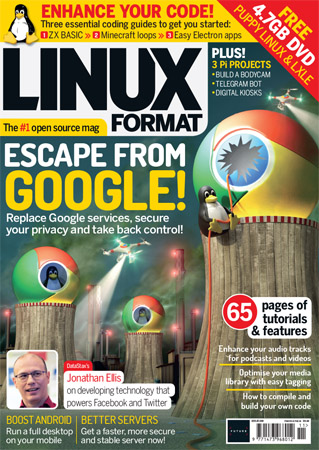 ENHANCE YOUR CODE!
Three essential coding guides to get you started:
1 ZX BASIC >> 2 Minecraft loops >> 3 Easy Electron apps
FREE
4.7GB DVD
PUPPY LINUX & LXLE
LINUX
FORMAT
The #1 open source mag
PLUS!
3 Pi PROJECTS
• BUILD A BODYCAM
• TELEGRAM BOT
• DIGITAL KIOSKS
ESCAPE FROM
GOOGLE!
Replace Google services, secure
your privacy and take back control!
65 pages of
tutorials
& features
Enhance your audio tracks
for podcasts and videos
Optimise your media
library with easy tagging
How to compile and
build your own code
DataStax's
Jonathan Ellis
on developing technology that
powers Facebook and Twitter
BOOST ANDROID
Run a full desktop
on your mobile
BETTER SERVERS
Get a faster, more secure
and stable server now!
FUTURE
11
9 771473 968012